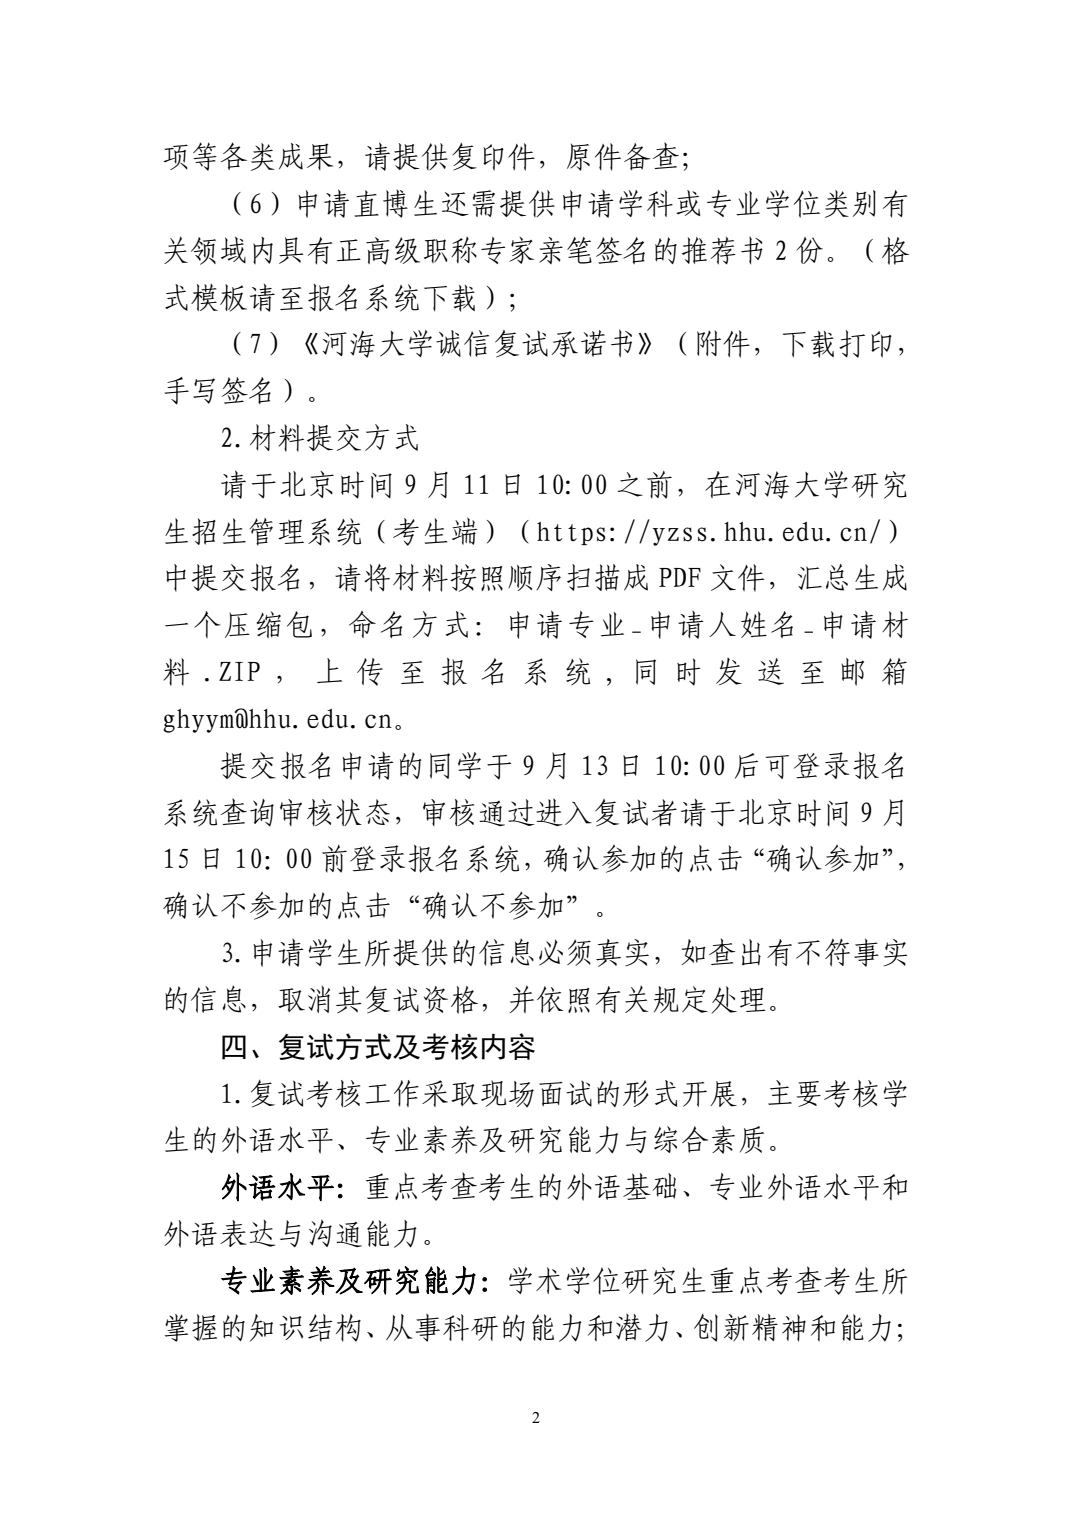 项等各类成果，请提供复印件，原件备查；
（6）申请直博生还需提供申请学科或专业学位类别有
关领域内具有正高级职称专家亲笔签名的推荐书 2 份。（格
式模板请至报名系统下载）；
（7）《河海大学诚信复试承诺书》（附件，下载打印，
手写签名）。
2.材料提交方式
请于北京时间 9 月 11 日 10:00 之前，在河海大学研究
生招生管理系统（考生端）（https://yzss.hhu.edu.cn/）
中提交报名，请将材料按照顺序扫描成 PDF 文件，汇总生成
一个压缩包，命名方式：申请专业_申请人姓名_申请材
料.ZIP，上传至报名系统，同时发送至邮箱
ghyym@hhu.edu.cn。
提交报名申请的同学于 9 月 13 日 10:00 后可登录报名
系统查询审核状态，审核通过进入复试者请于北京时间 9 月
15 日 10：00 前登录报名系统，确认参加的点击“确认参加”，
确认不参加的点击“确认不参加”。
3.申请学生所提供的信息必须真实，如查出有不符事实
的信息，取消其复试资格，并依照有关规定处理。
四、复试方式及考核内容
1.复试考核工作采取现场面试的形式开展，主要考核学
生的外语水平、专业素养及研究能力与综合素质。
外语水平：重点考查考生的外语基础、专业外语水平和
外语表达与沟通能力。
专业素养及研究能力：学术学位研究生重点考查考生所
掌握的知识结构、从事科研的能力和潜力、创新精神和能力；
2